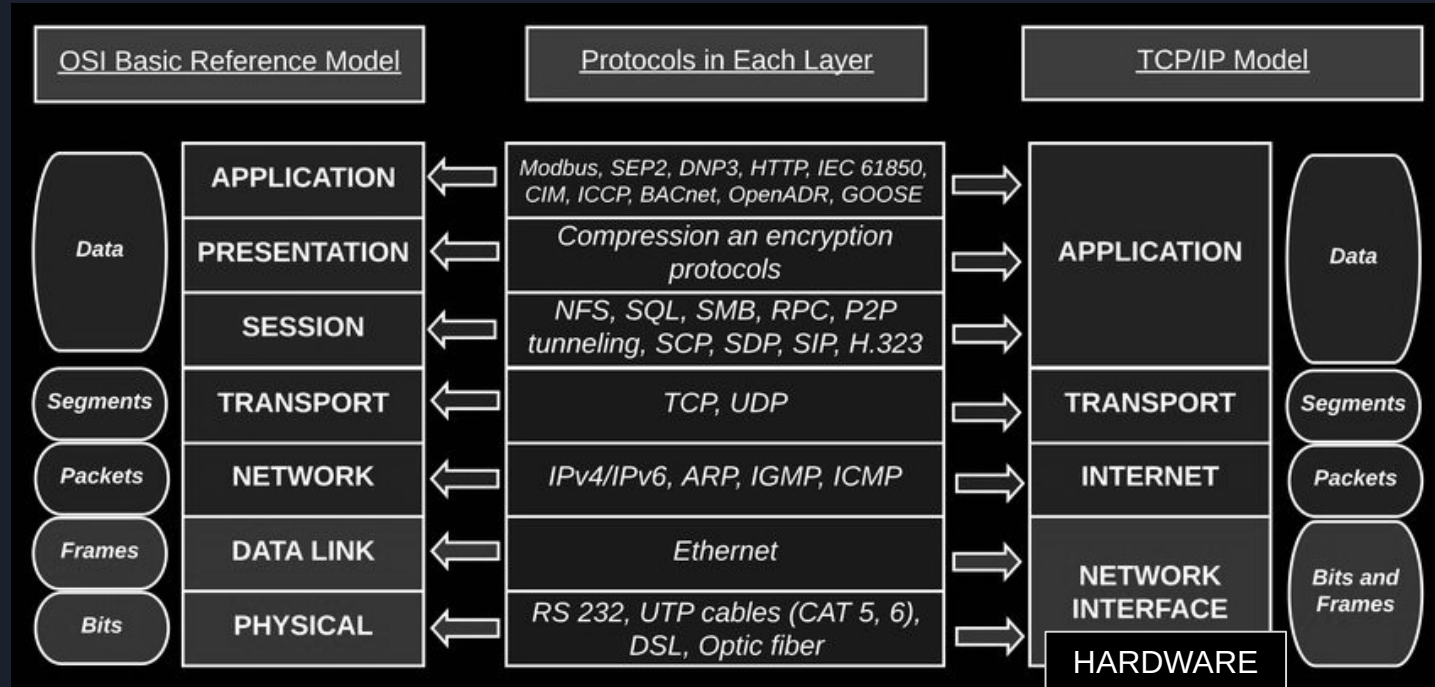 OSI Basic Reference Model
Protocols in Each Layer
TCP/IP Model
Data
APPLICATION
Modbus, SEP2, DNP3, HTTP, IEC 61850,
CIM, ICCP, BACnet, OpenADR, GOOSE
APPLICATION
Data
PRESENTATION
Compression an encryption
protocols
SESSION
NFS, SQL, SMB, RPC, P2P
tunneling, SCP, SDP, SIP, H.323
Segments
TRANSPORT
TCP, UDP
TRANSPORT
Segments
Packets
NETWORK
IPv4/IPv6, ARP, IGMP, ICMP
INTERNET
Packets
Frames
DATA LINK
Ethernet
NETWORK
INTERFACE
Bits and
Frames
Bits
PHYSICAL
RS 232, UTP cables (CAT 5, 6),
DSL, Optic fiber
HARDWARE